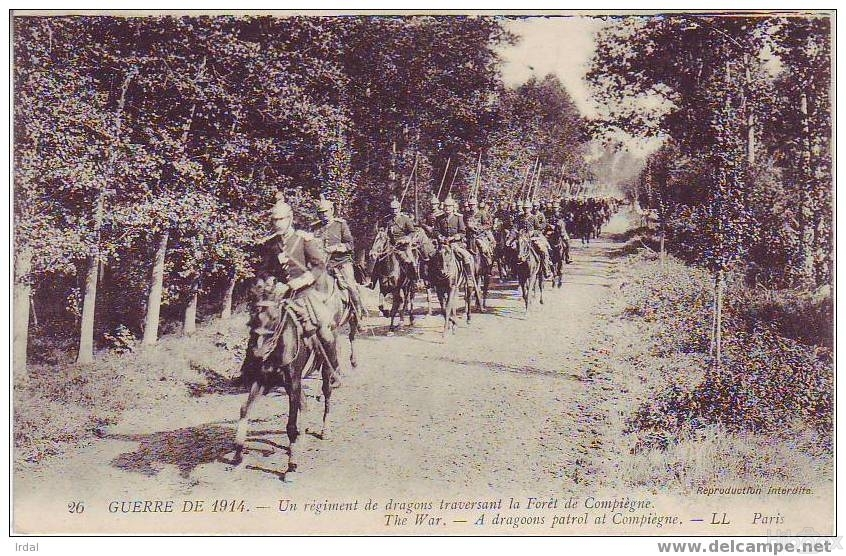 Reproduction interdite.
26 GUERRE DE 1914. — Un régiment de dragons traversant la Forêt de Compiègne.
The War. — A dragoons patrol at Compiegne. — LL Paris
Irdal
www.delcampe.net